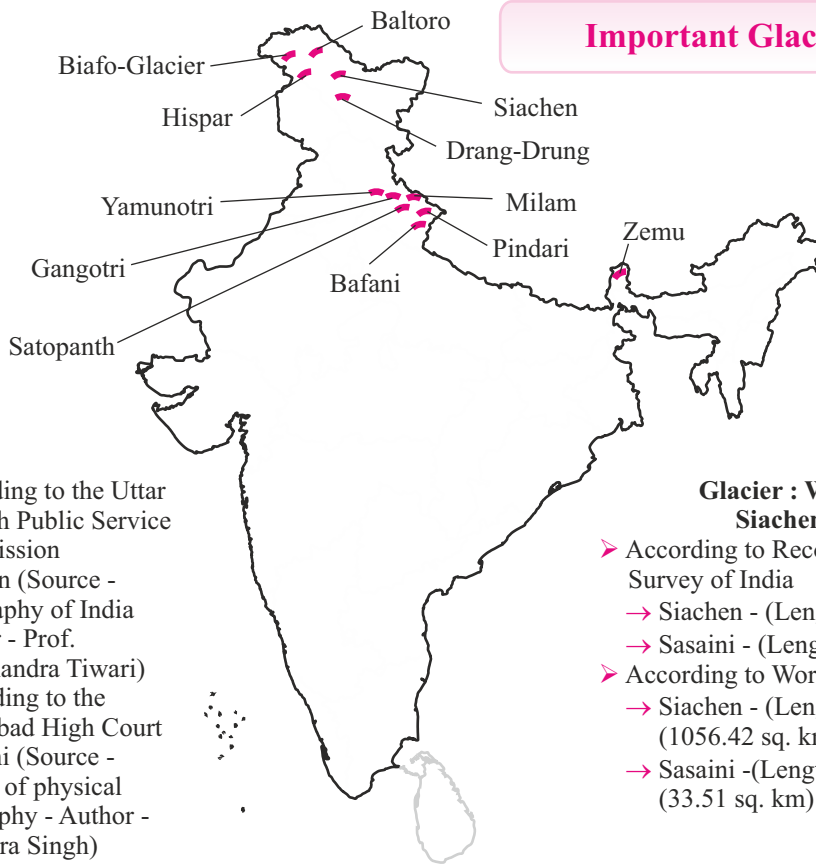 Important Glac
Baltoro
Biafo-Glacier
Hispar
Siachen
Drang-Drung
Yamunotri
Milam
Pindari
Zemu
Gangotri
Bafani
Satopanth
ding to the Uttar
h Public Service
ission
n (Source -
aphy of India
r - Prof.
andra Tiwari)
ding to the
bad High Court
ni (Source -
of physical
phy - Author -
ra Singh)
Glacier : W
Siachen
➢ According to Reco
Survey of India
→ Siachen - (Len
→ Sasaini - (Leng
➢ According to Wor
→ Siachen - (Len
(1056.42 sq. km
→ Sasaini -(Lengt
(33.51 sq. km)